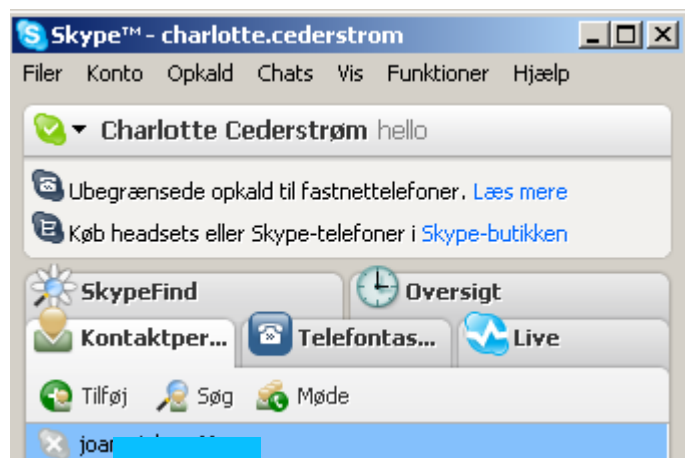 Skype™ - charlotte.cederstrom
Filer Konto Opkald Chats Vis Funktioner Hjælp
Charlotte Cederstrøm hello
Ubegrænsede opkald til fastnettelefoner. Læs mere
Køb headsets eller Skype-telefoner i Skype-butikken
SkypeFind Oversigt
Kontaktper... Telefontas... Live
Tilføj Søg Møde